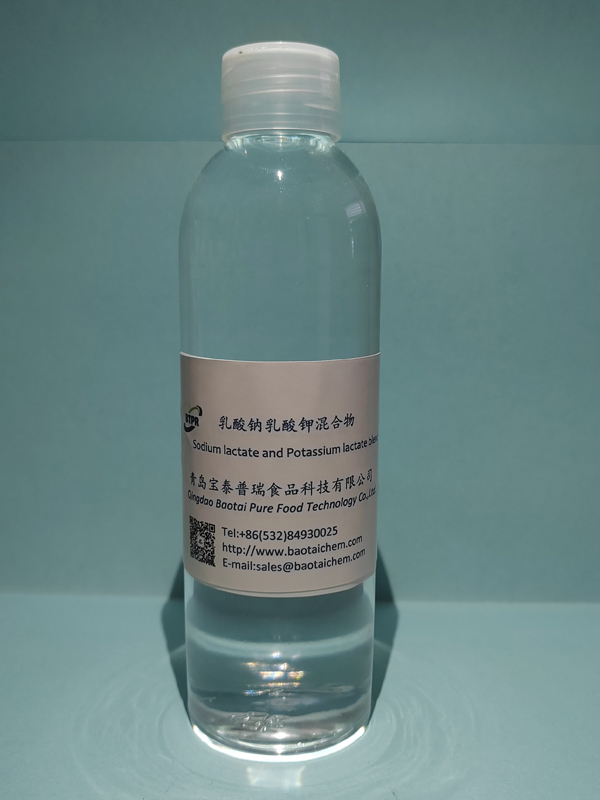 BTPR
乳酸钠乳酸钾混合物
Sodium lactate and Potassium lactate blend
青岛宝泰普瑞食品科技有限公司
Qingdao Baotai Pure Food Technology Co.,Ltd
Tel:+86(532)84930025
http://www.baotaichem.com
E-mail:sales@baotaichem.com